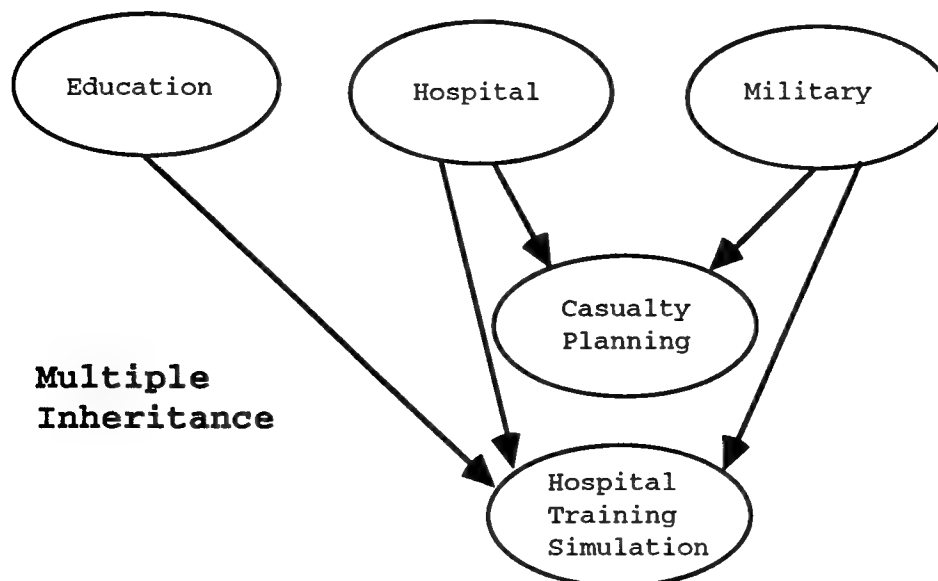 Education
Hospital
Military
Casualty
Planning
Multiple
Inheritance
Hospital
Training
Simulation